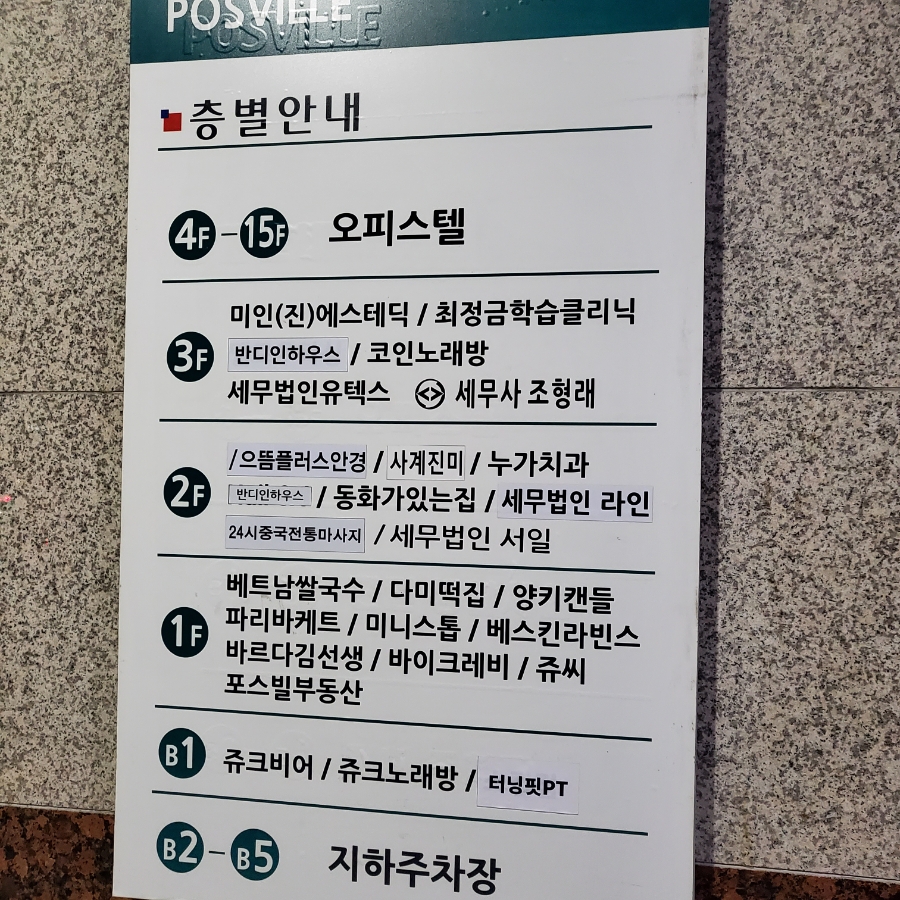 POSVILLE
층별안내
4F – 15F 오피스텔
미인(진)에스테딕 / 최정금학습클리닉
3F 반디인하우스 / 코인노래방
세무법인유텍스 <> 세무사 조형래
/으뜸플러스안경 / 사계진미 / 누가치과
2F 반디인하우스 / 동화가있는집 / 세무법인 라인
24시중국전통마사지 / 세무법인 서일
베트남쌀국수 / 다미떡집 / 양키캔들
1F 파리바케트 / 미니스톱 / 베스킨라빈스
바르다김선생 / 바이크레비 / 쥬씨
포스빌부동산
B1 쥬크비어 / 쥬크노래방 / 터닝핏PT
B2 – B5 지하주차장